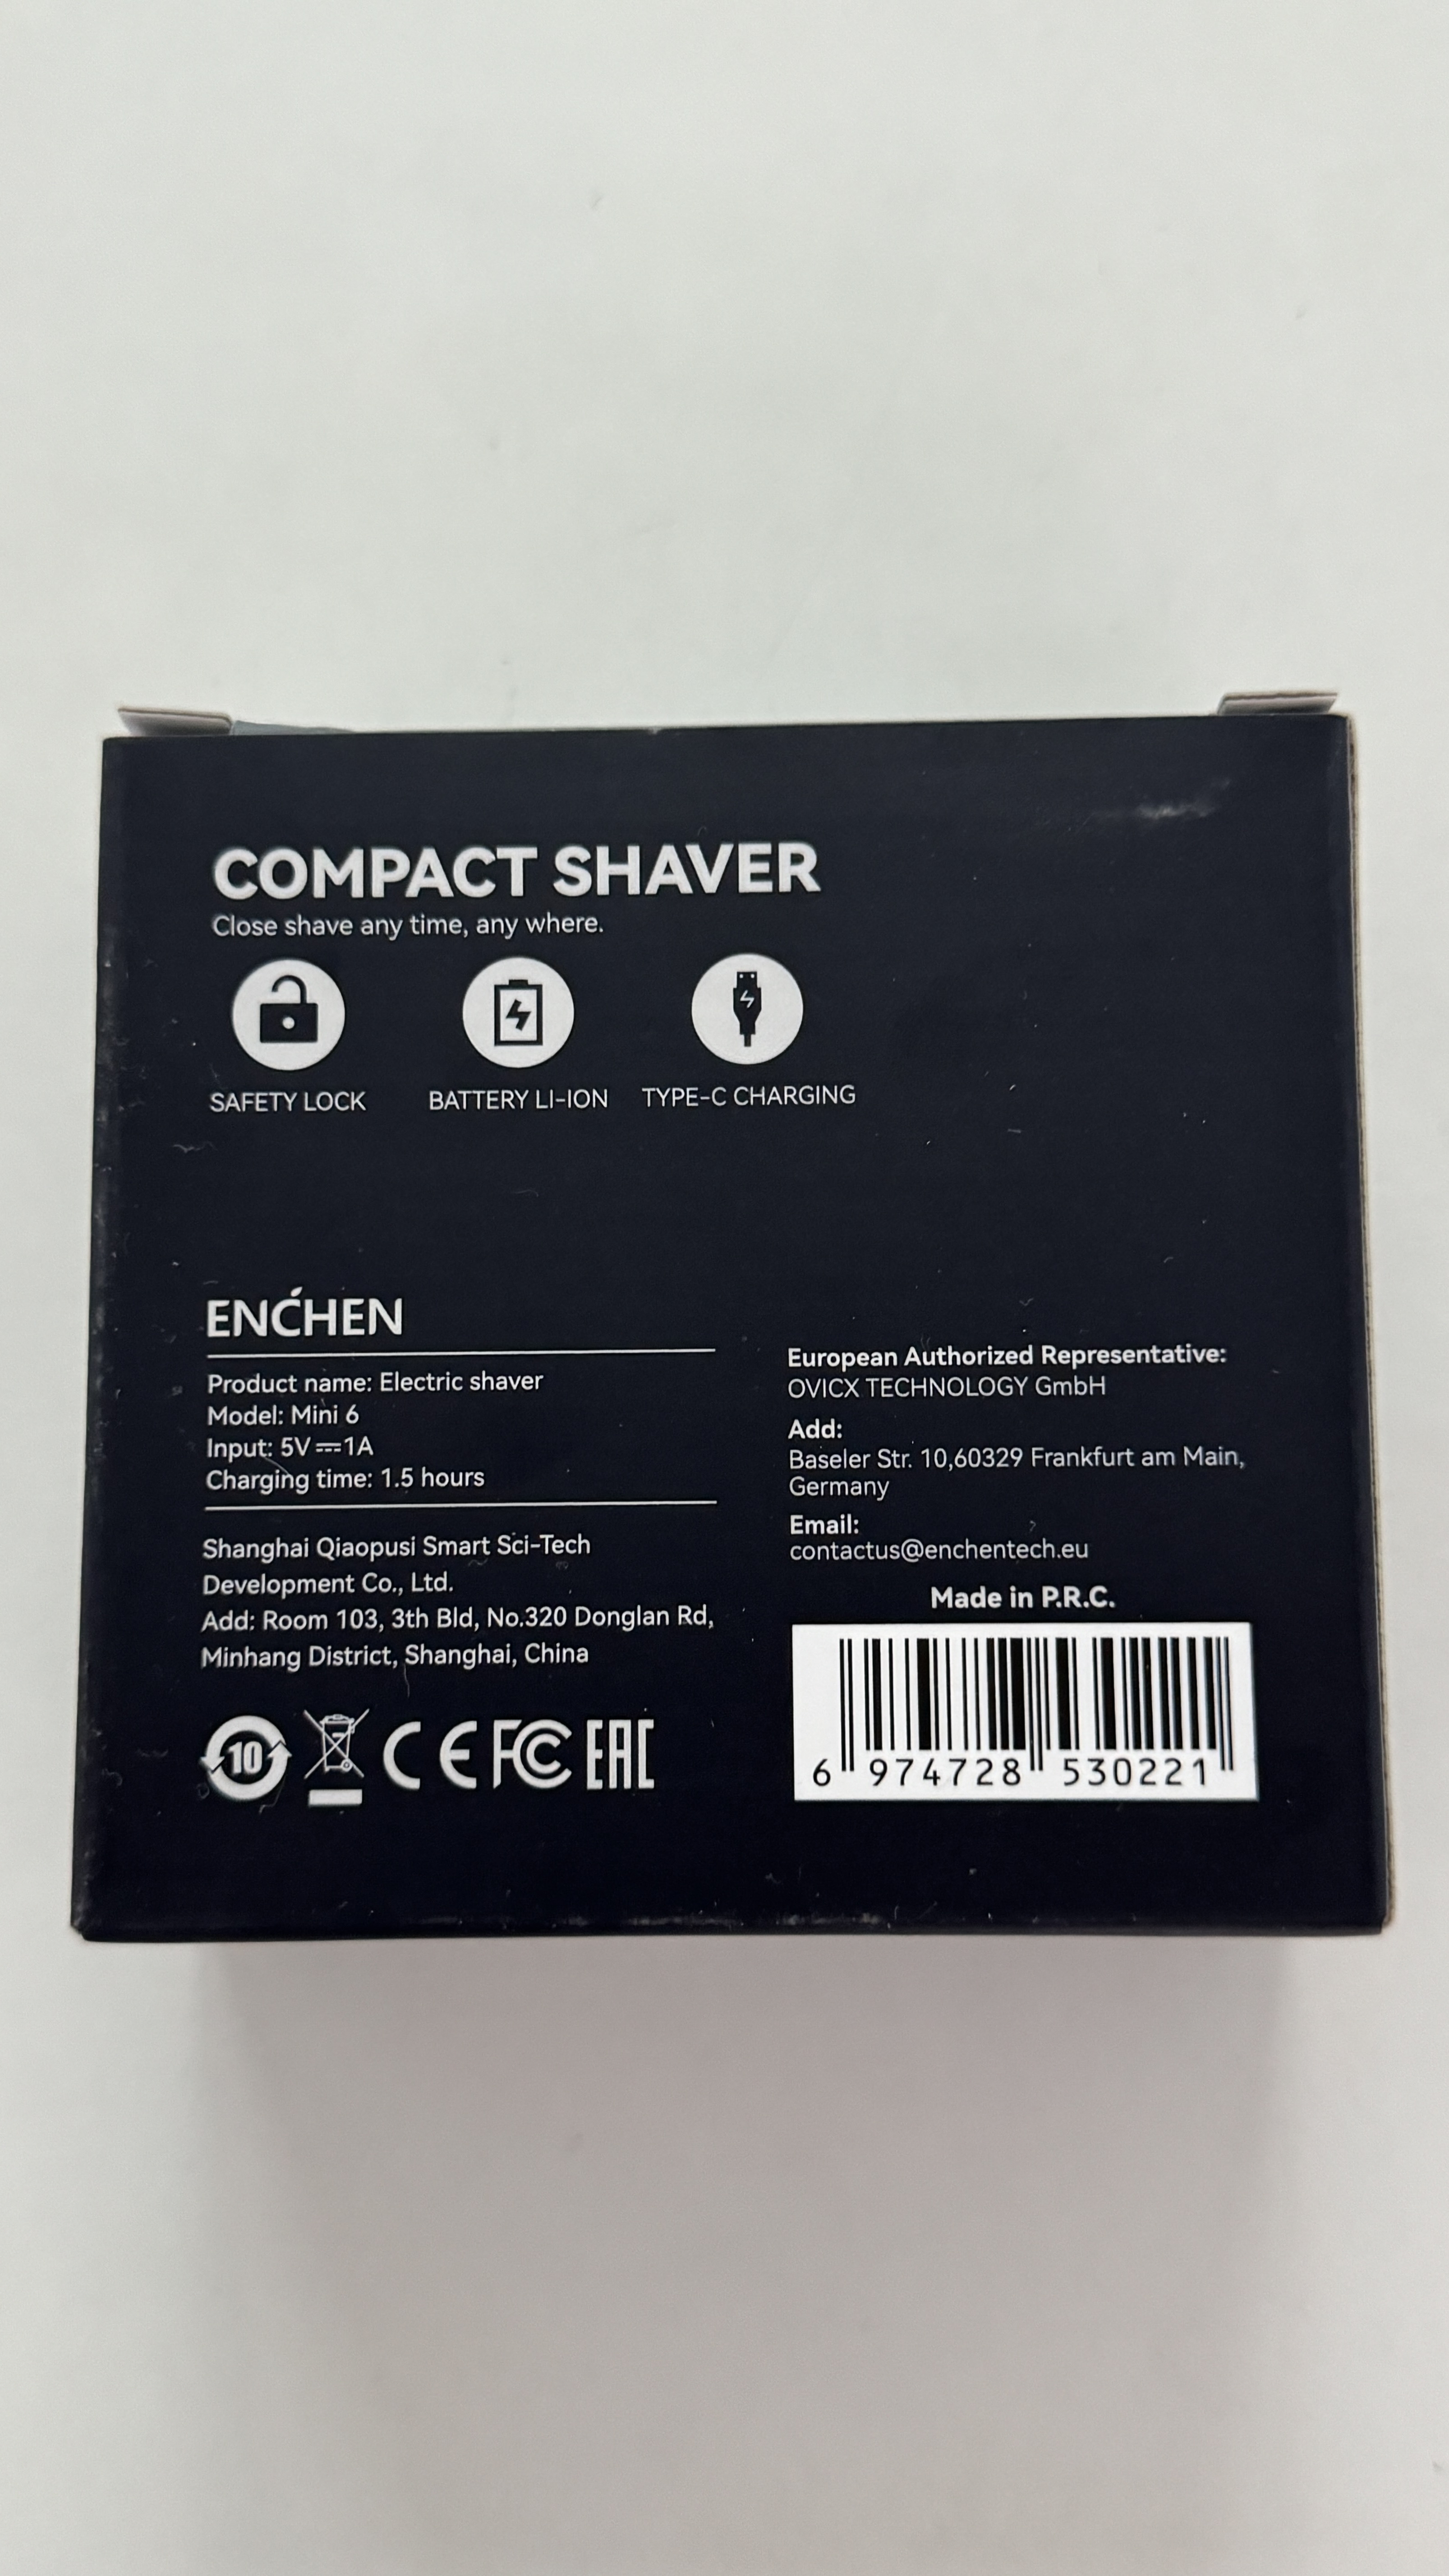 COMPACT SHAVER
Close shave any time, any where.
SAFETY LOCK
BATTERY LI-ION
TYPE-C CHARGING
ENCHEN
Product name: Electric shaver
Model: Mini 6
Input: 5V⎓1A
Charging time: 1.5 hours
Shanghai Qiaopusi Smart Sci-Tech
Development Co., Ltd.
Add: Room 103, 3th Bld, No.320 Donglan Rd,
Minhang District, Shanghai, China
10
CE FC EAC
European Authorized Representative:
OVICX TECHNOLOGY GmbH
Add:
Baseler Str. 10,60329 Frankfurt am Main,
Germany
Email:
contactus@enchentech.eu
Made in P.R.C.
6 974728 530221